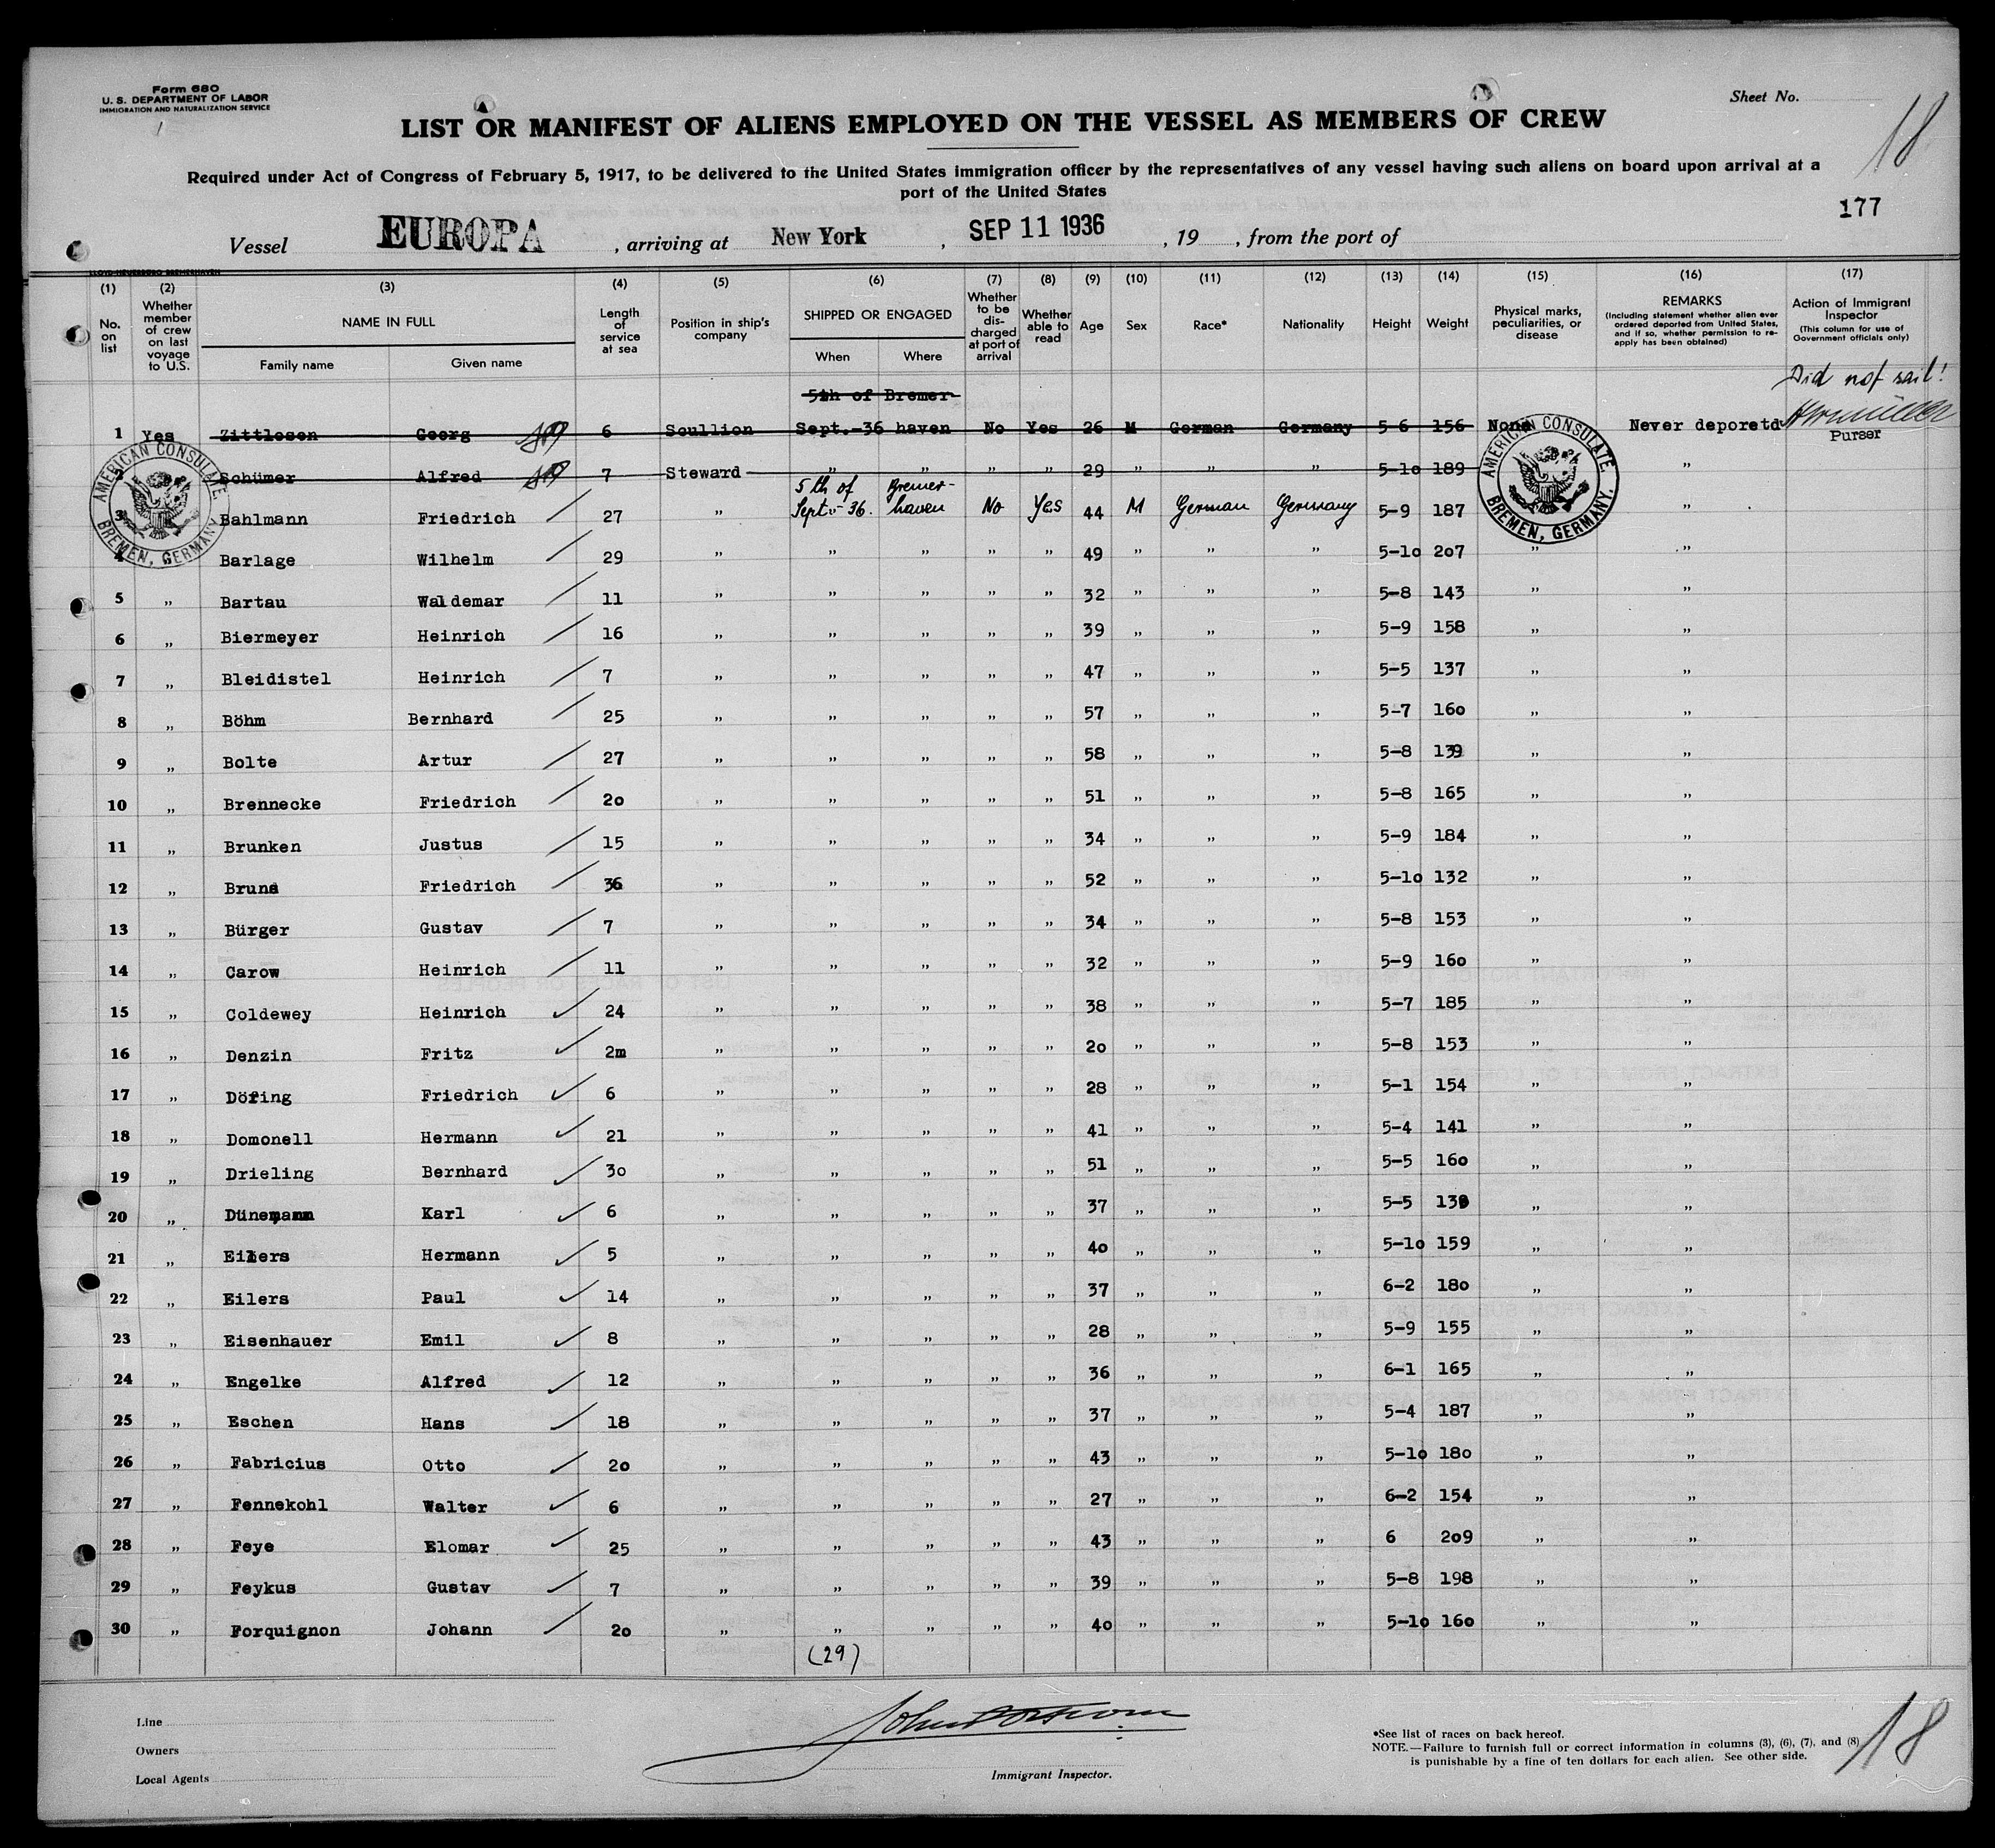 Form 680
U. S. DEPARTMENT OF LABOR
IMMIGRATION AND NATURALIZATION SERVICE
Sheet No.
18
LIST OR MANIFEST OF ALIENS EMPLOYED ON THE VESSEL AS MEMBERS OF CREW
Required under Act of Congress of February 5, 1917, to be delivered to the United States immigration officer by the representatives of any vessel having such aliens on board upon arrival at a
port of the United States
177
Vessel EUROPA , arriving at New York , SEP 11 1936 , 19 , from the port of
(1) (2) (3) (4) (5) (6) (7) (8) (9) (10) (11) (12) (13) (14) (15) (16) (17)
No. on list
Whether member of crew on last voyage to U.S.
NAME IN FULL
Family name Given name
Length of service at sea
Position in ship's company
SHIPPED OR ENGAGED
When Where
Whether to be discharged at port of arrival
Whether able to read
Age
Sex
Race*
Nationality
Height
Weight
Physical marks, peculiarities, or disease
REMARKS
(Including statement whether alien ever ordered deported from United States, and if so, whether permission to re-apply has been obtained)
Action of Immigrant Inspector
(This column for use of Government officials only)
Did not sail!
5th of Bremer-
1 Yes Zittlosen Georg 6 Scullion Sept.-36 haven No Yes 26 M German Germany 5-6 156 None Never deporetd
Purser
2 Schümer Alfred 7 Steward „ „ „ „ 29 „ „ „ 5-10 189 „
5th of Bremer-
3 Bahlmann Friedrich 27 „ Sept.-36. haven No Yes 44 M German Germany 5-9 187 „
AMERICAN CONSULATE
BREMEN, GERMANY.
AMERICAN CONSULATE
BREMEN, GERMANY.
4 Barlage Wilhelm 29 „ „ „ „ „ 49 „ „ „ 5-10 207 „ „
5 „ Bartau Waldemar 11 „ „ „ „ „ 32 „ „ „ 5-8 143 „ „
6 „ Biermeyer Heinrich 16 „ „ „ „ „ 39 „ „ „ 5-9 158 „ „
7 „ Bleidistel Heinrich 7 „ „ „ „ „ 47 „ „ „ 5-5 137 „ „
8 „ Böhm Bernhard 25 „ „ „ „ „ 57 „ „ „ 5-7 160 „ „
9 „ Bolte Artur 27 „ „ „ „ „ 58 „ „ „ 5-8 139 „ „
10 „ Brennecke Friedrich 20 „ „ „ „ „ 51 „ „ „ 5-8 165 „ „
11 „ Brunken Justus 15 „ „ „ „ „ 34 „ „ „ 5-9 184 „ „
12 „ Bruns Friedrich 36 „ „ „ „ „ 52 „ „ „ 5-10 132 „ „
13 „ Bürger Gustav 7 „ „ „ „ „ 34 „ „ „ 5-8 153 „ „
14 „ Carow Heinrich 11 „ „ „ „ „ 32 „ „ „ 5-9 160 „ „
15 „ Coldewey Heinrich 24 „ „ „ „ „ 38 „ „ „ 5-7 185 „ „
16 „ Denzin Fritz 2m „ „ „ „ „ 20 „ „ „ 5-8 153 „ „
17 „ Döring Friedrich 6 „ „ „ „ „ 28 „ „ „ 5-1 154 „ „
18 „ Domonell Hermann 21 „ „ „ „ „ 41 „ „ „ 5-4 141 „ „
19 „ Drieling Bernhard 30 „ „ „ „ „ 51 „ „ „ 5-5 160 „ „
20 „ Dünemann Karl 6 „ „ „ „ „ 37 „ „ „ 5-5 „ „
21 „ Eilers Hermann 5 „ „ „ „ „ 40 „ „ „ 5-10 159 „ „
22 „ Eilers Paul 14 „ „ „ „ „ 37 „ „ „ 6-2 180 „ „
23 „ Eisenhauer Emil 8 „ „ „ „ „ 28 „ „ „ 5-9 155 „ „
24 „ Engelke Alfred 12 „ „ „ „ „ 36 „ „ „ 6-1 165 „ „
25 „ Eschen Hans 18 „ „ „ „ „ 37 „ „ „ 5-4 187 „ „
26 „ Fabricius Otto 20 „ „ „ „ „ 43 „ „ „ 5-10 180 „ „
27 „ Fennekohl Walter 6 „ „ „ „ „ 27 „ „ „ 6-2 154 „ „
28 „ Feye Elomar 25 „ „ „ „ „ 43 „ „ „ 6 209 „ „
29 „ Feykus Gustav 7 „ „ „ „ „ 39 „ „ „ 5-8 198 „ „
30 „ Forquignon Johann 20 „ „ „ „ „ 40 „ „ „ 5-10 160 „ „
(29)
Line
Owners
Local Agents
Immigrant Inspector.
*See list of races on back hereof.
NOTE.—Failure to furnish full or correct information in columns (3), (6), (7), and (8)
is punishable by a fine of ten dollars for each alien. See other side.
18